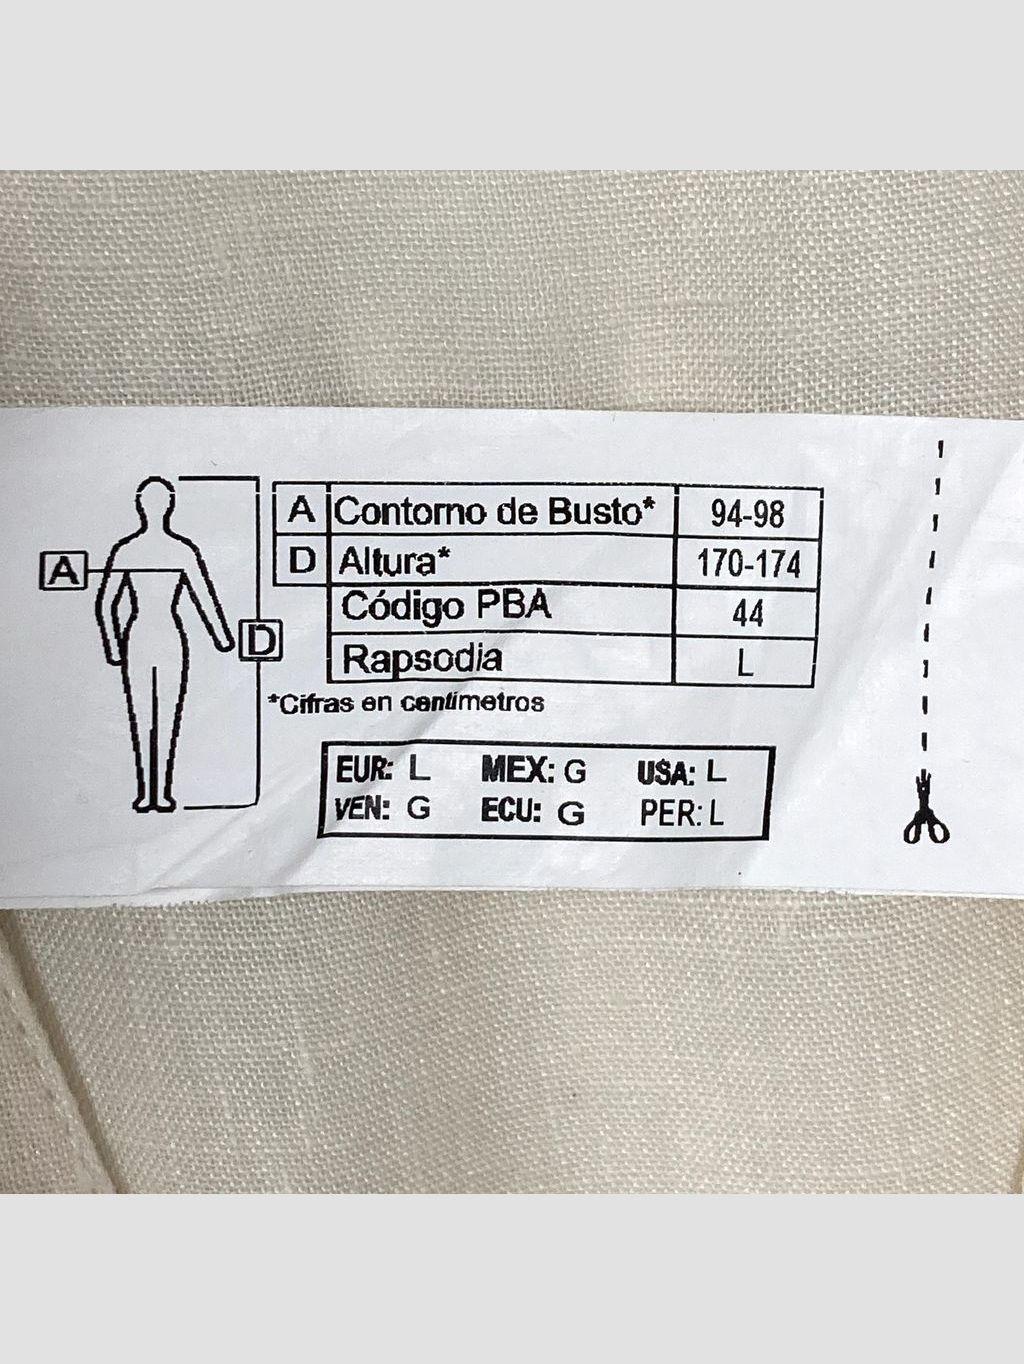 A Contorno de Busto* 94-98
D Altura* 170-174
Código PBA 44
Rapsodia L
A
D
*Cifras en centímetros
EUR: L MEX: G USA: L
VEN: G ECU: G PER: L